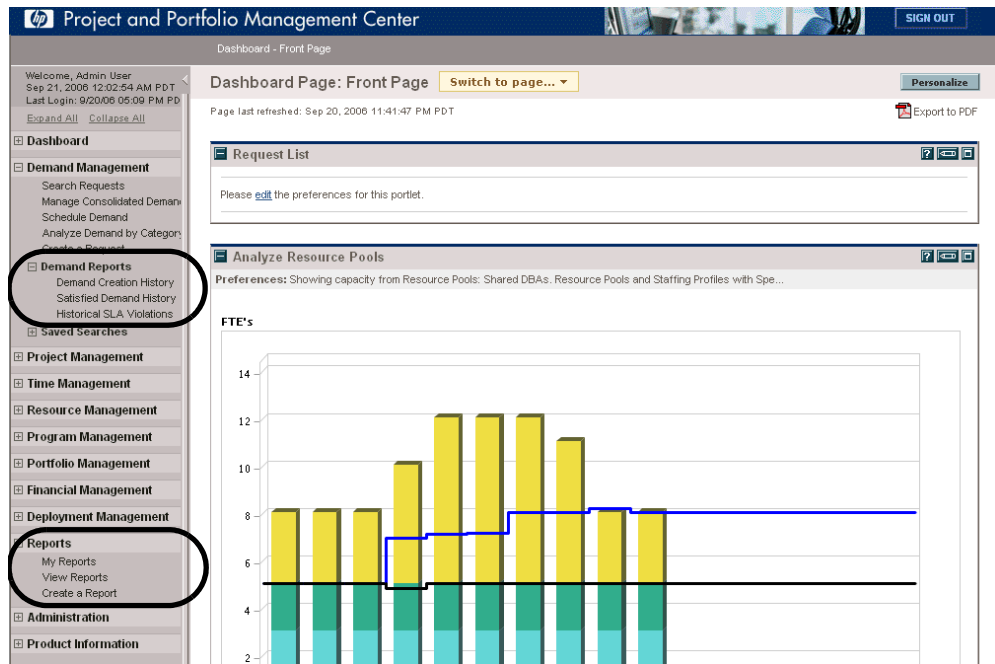 hp Project and Portfolio Management Center
SIGN OUT
Dashboard - Front Page
Welcome, Admin User
Sep 21, 2006 12:02:54 AM PDT
Last Login: 9/20/06 05:09 PM PD
Expand All Collapse All
Dashboard
Demand Management
Search Requests
Manage Consolidated Deman
Schedule Demand
Analyze Demand by Category
Create a Request
Demand Reports
Demand Creation History
Satisfied Demand History
Historical SLA Violations
Saved Searches
Project Management
Time Management
Resource Management
Program Management
Portfolio Management
Financial Management
Deployment Management
Reports
My Reports
View Reports
Create a Report
Administration
Product Information
Dashboard Page: Front Page
Switch to page...
Personalize
Page last refreshed: Sep 20, 2006 11:41:47 PM PDT
Export to PDF
Request List
?
Please edit the preferences for this portlet.
Analyze Resource Pools
?
Preferences: Showing capacity from Resource Pools: Shared DBAs. Resource Pools and Staffing Profiles with Spe...
FTE's
14
12
10
8
6
4
2